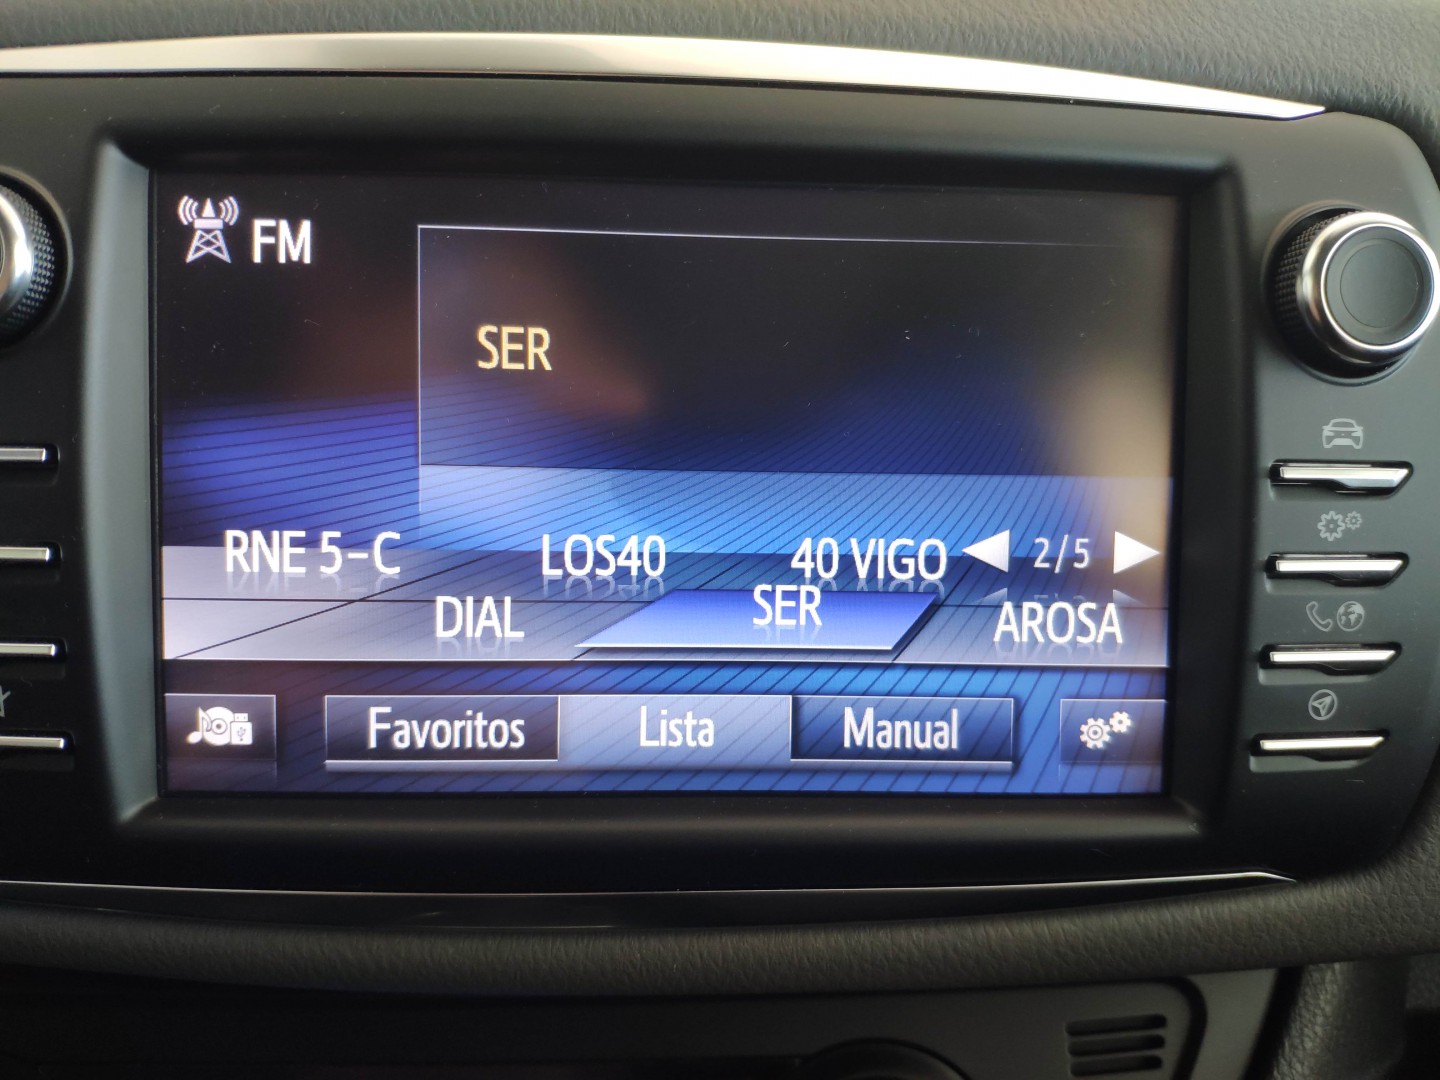 FM
SER
RNE 5-C LOS40 40 VIGO 2/5
DIAL SER AROSA
Favoritos Lista Manual